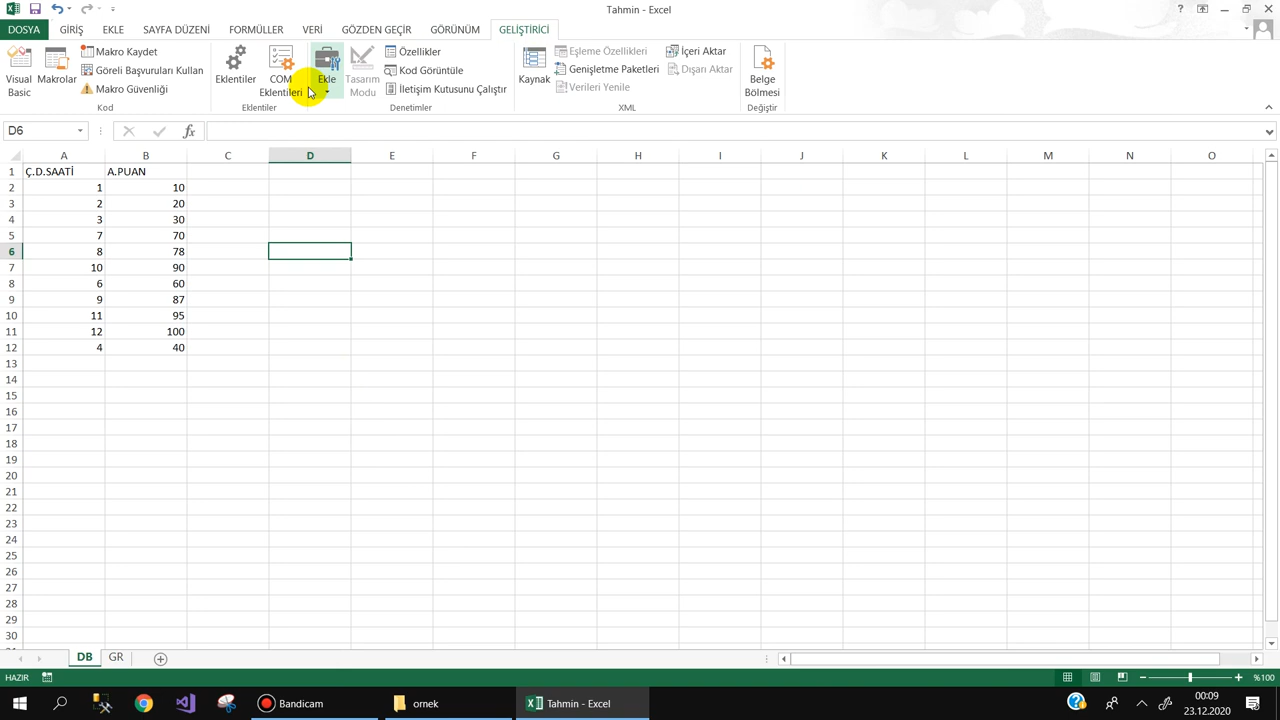 Tahmin - Excel
DOSYA GİRİŞ EKLE SAYFA DÜZENİ FORMÜLLER VERİ GÖZDEN GEÇİR GÖRÜNÜM GELİŞTİRİCİ
Visual Basic
Makrolar
Makro Kaydet
Göreli Başvuruları Kullan
Makro Güvenliği
Kod
Eklentiler
COM Eklentileri
Eklentiler
Ekle
Tasarım Modu
Özellikler
Kod Görüntüle
İletişim Kutusunu Çalıştır
Denetimler
Kaynak
Eşleme Özellikleri
Genişletme Paketleri
Verileri Yenile
İçeri Aktar
Dışarı Aktar
XML
Belge Bölmesi
Değiştir
D6 fx
A B C D E F G H I J K L M N O
1 Ç.D.SAATİ A.PUAN
2 1 10
3 2 20
4 3 30
5 7 70
6 8 78
7 10 90
8 6 60
9 9 87
10 11 95
11 12 100
12 4 40
13
14
15
16
17
18
19
20
21
22
23
24
25
26
27
28
29
30
DB GR
HAZIR %100
Bandicam ornek Tahmin - Excel
00:09
23.12.2020